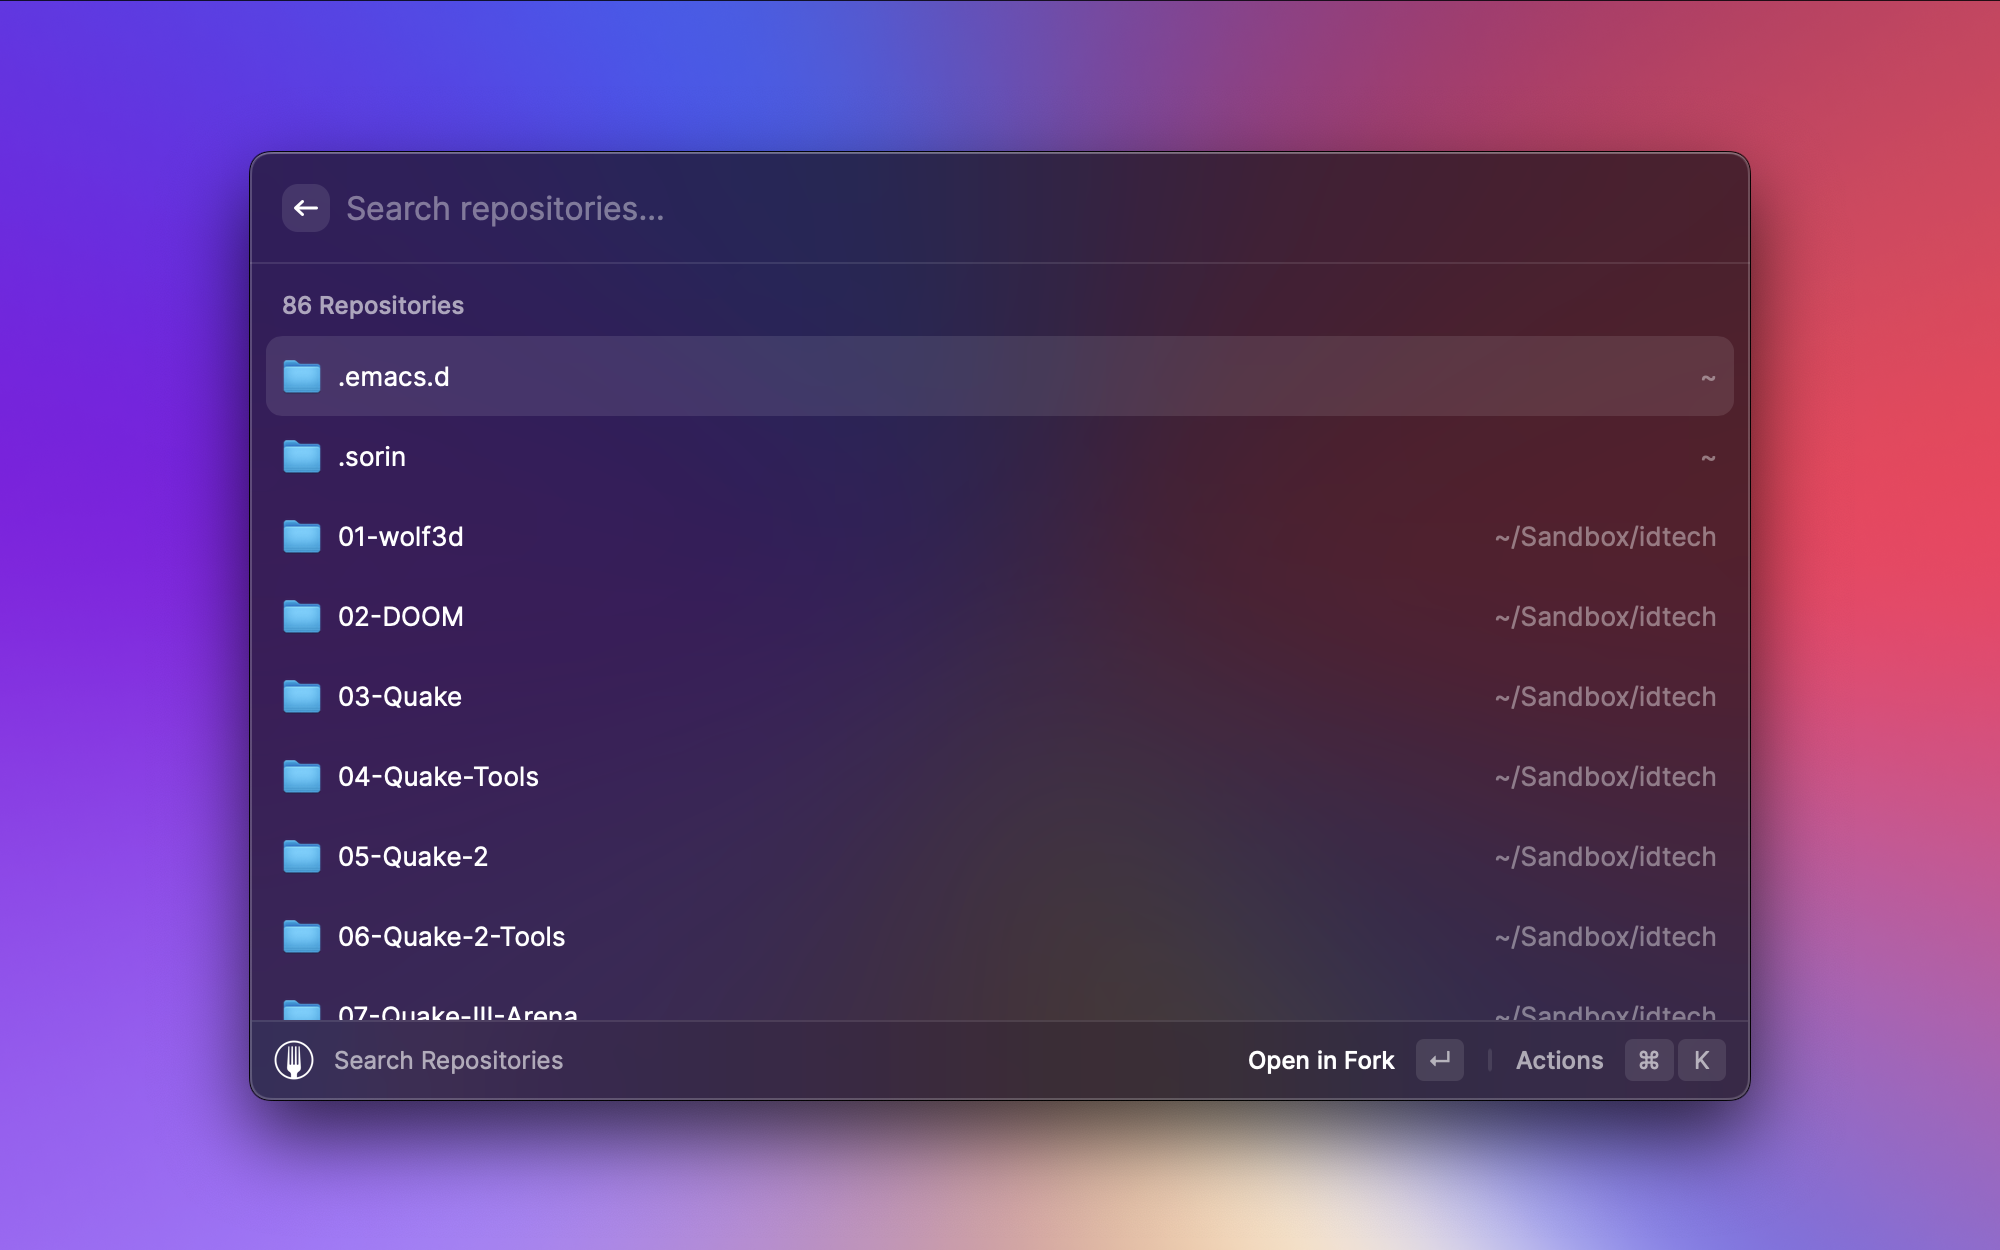 Search repositories...
86 Repositories
.emacs.d ~
.sorin ~
01-wolf3d ~/Sandbox/idtech
02-DOOM ~/Sandbox/idtech
03-Quake ~/Sandbox/idtech
04-Quake-Tools ~/Sandbox/idtech
05-Quake-2 ~/Sandbox/idtech
06-Quake-2-Tools ~/Sandbox/idtech
07-Quake-III-Arena ~/Sandbox/idtech
Search Repositories Open in Fork ↵ | Actions ⌘ K